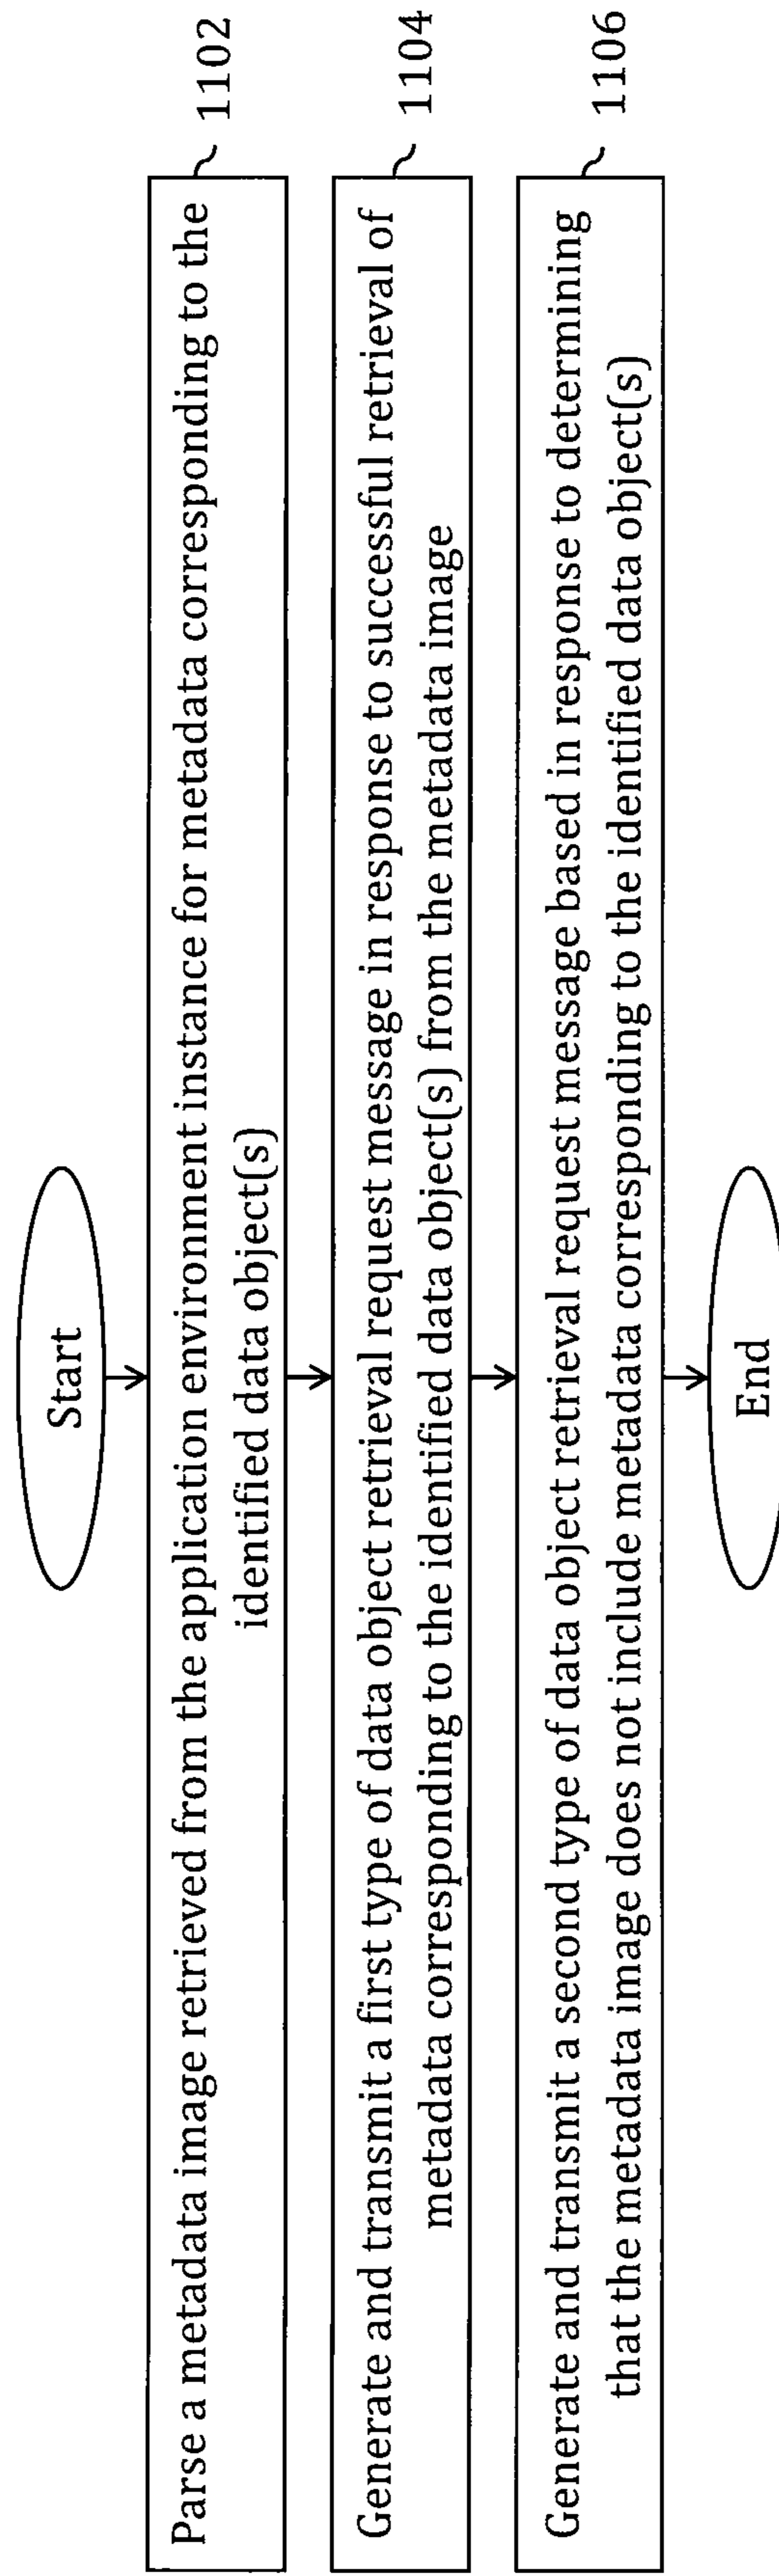 Start
Parse a metadata image retrieved from the application environment instance for metadata corresponding to the
identified data object(s)
1102
Generate and transmit a first type of data object retrieval request message in response to successful retrieval of
metadata corresponding to the identified data object(s) from the metadata image
1104
Generate and transmit a second type of data object retrieval request message based in response to determining
that the metadata image does not include metadata corresponding to the identified data object(s)
1106
End